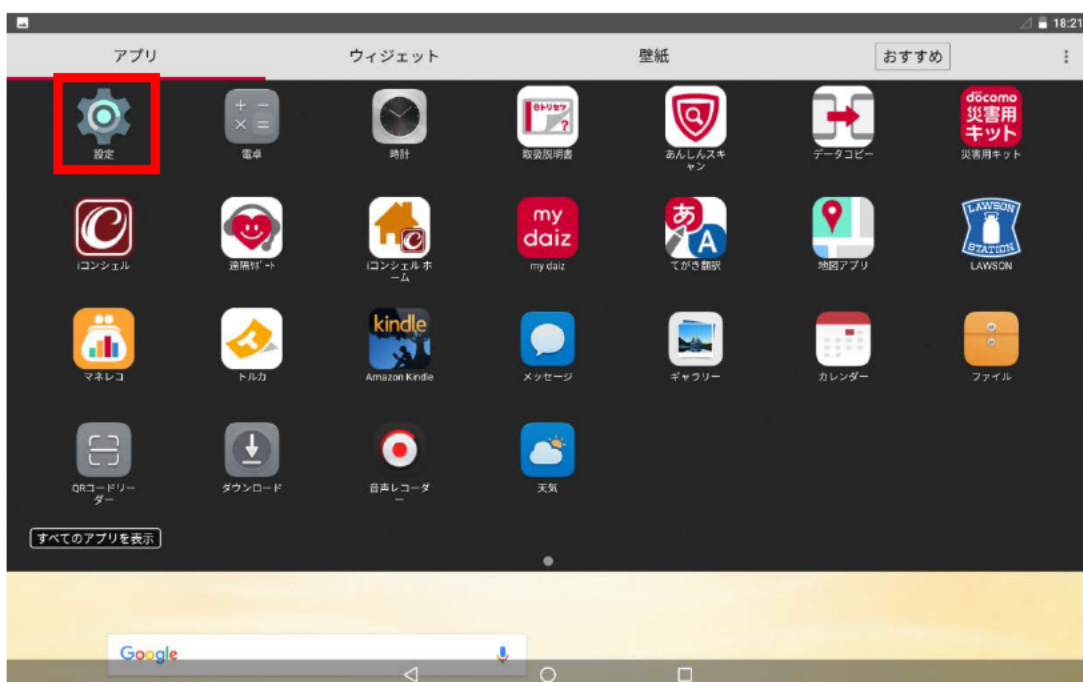 18:21
アプリ ウィジェット 壁紙 おすすめ
eトリセツ
?
docomo
災害用
キット
設定 電卓 時計 取扱説明書 あんしんスキ
ャン データコピー 災害用キット
my
daiz
あ
A
LAWSON
STATION
iコンシェル 遠隔ｻﾎﾟｰﾄ iコンシェル ホ
ーム my daiz てがき翻訳 地図アプリ LAWSON
kindle
マネレコ トルカ Amazon Kindle メッセージ ギャラリー カレンダー ファイル
QRコードリー
ダー ダウンロード 音声レコーダ
ー 天気
すべてのアプリを表示
Google